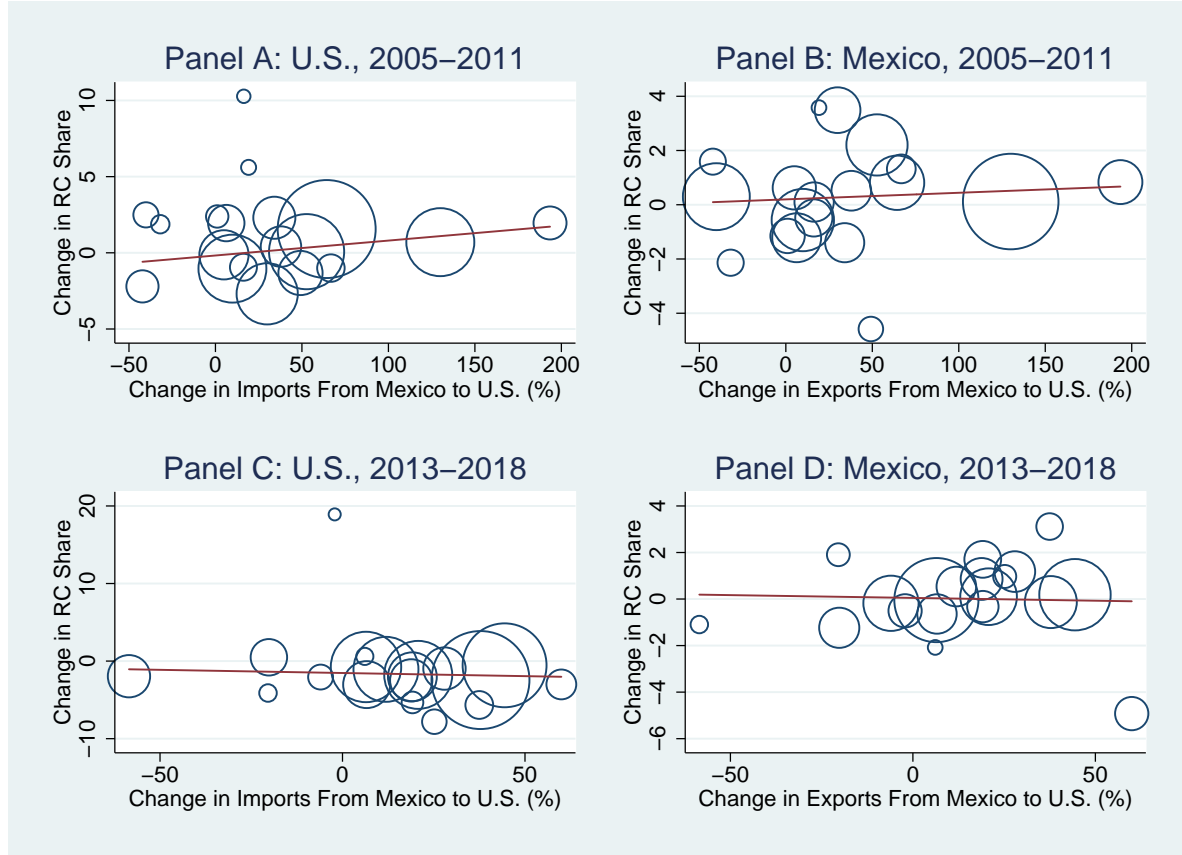 Panel A: U.S., 2005−2011
Change in RC Share
10
5
0
−5
−50 0 50 100 150 200
Change in Imports From Mexico to U.S. (%)
Panel B: Mexico, 2005−2011
Change in RC Share
4
2
0
−2
−4
−50 0 50 100 150 200
Change in Exports From Mexico to U.S. (%)
Panel C: U.S., 2013−2018
Change in RC Share
20
10
0
−10
−50 0 50
Change in Imports From Mexico to U.S. (%)
Panel D: Mexico, 2013−2018
Change in RC Share
4
2
0
−2
−4
−6
−50 0 50
Change in Exports From Mexico to U.S. (%)